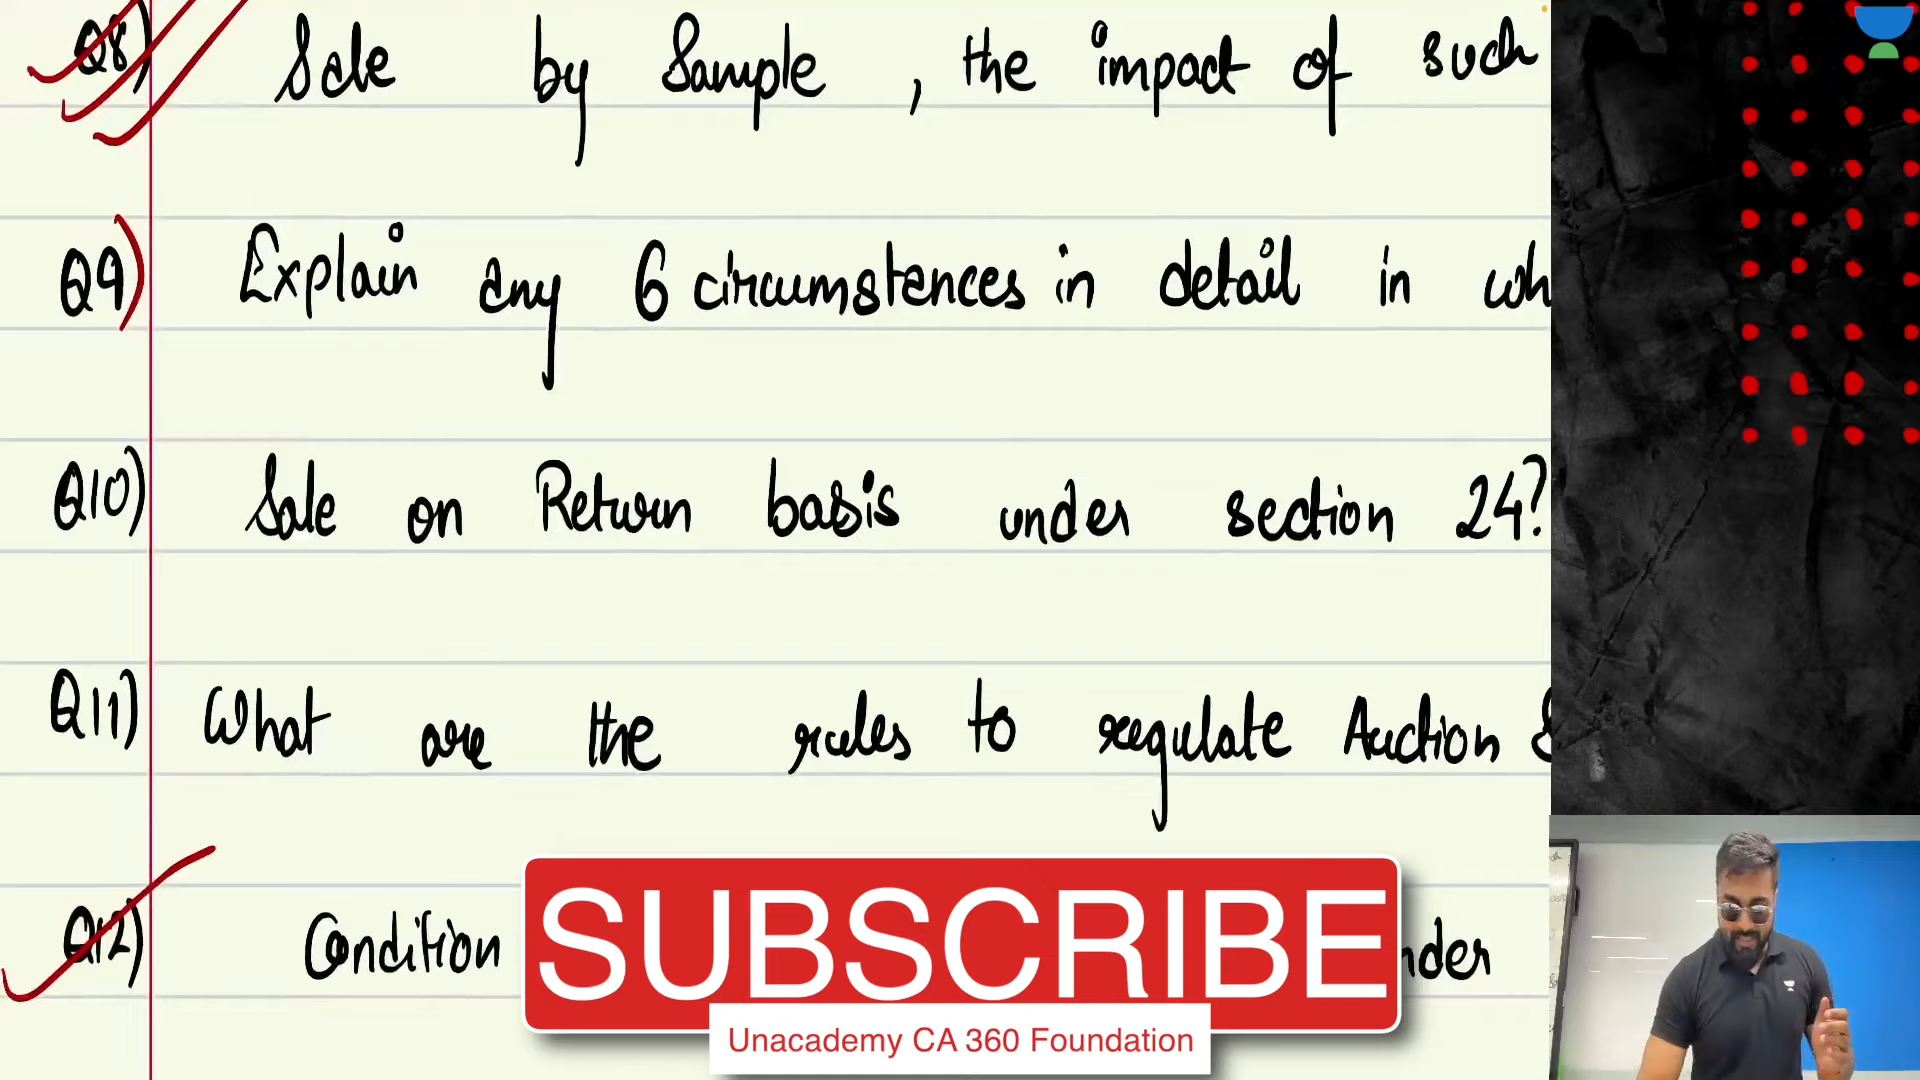 Q8) Sale by Sample , the impact of such
Q9) Explain any 6 circumstances in detail in wh
Q10) Sale on Return basis under section 24?
Q11) What are the rules to regulate Auction S
Q12) Condition nder
SUBSCRIBE
Unacademy CA 360 Foundation